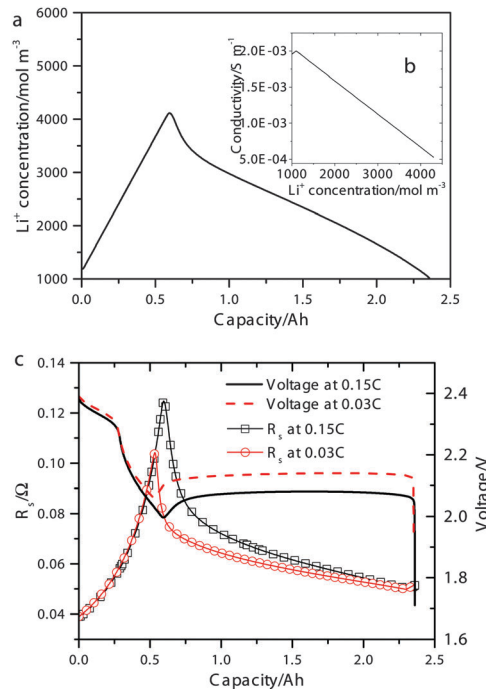 a
Li⁺ concentration/mol m⁻³
6000
5000
4000
3000
2000
1000
0.0 0.5 1.0 1.5 2.0 2.5
Capacity/Ah
b
Conductivity/S m⁻¹
2.0E-03
1.5E-03
1.0E-03
5.0E-04
1000 2000 3000 4000
Li⁺ concentration/mol m⁻³
c
Rs/Ω
0.14
0.12
0.10
0.08
0.06
0.04
Voltage at 0.15C
Voltage at 0.03C
Rs at 0.15C
Rs at 0.03C
2.4
2.2
2.0
1.8
1.6
Voltage/V
0.0 0.5 1.0 1.5 2.0 2.5
Capacity/Ah